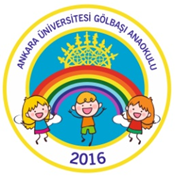 ANKARA ÜNİVERSİTESİ GÖLBAŞI ANAOKULU
2016